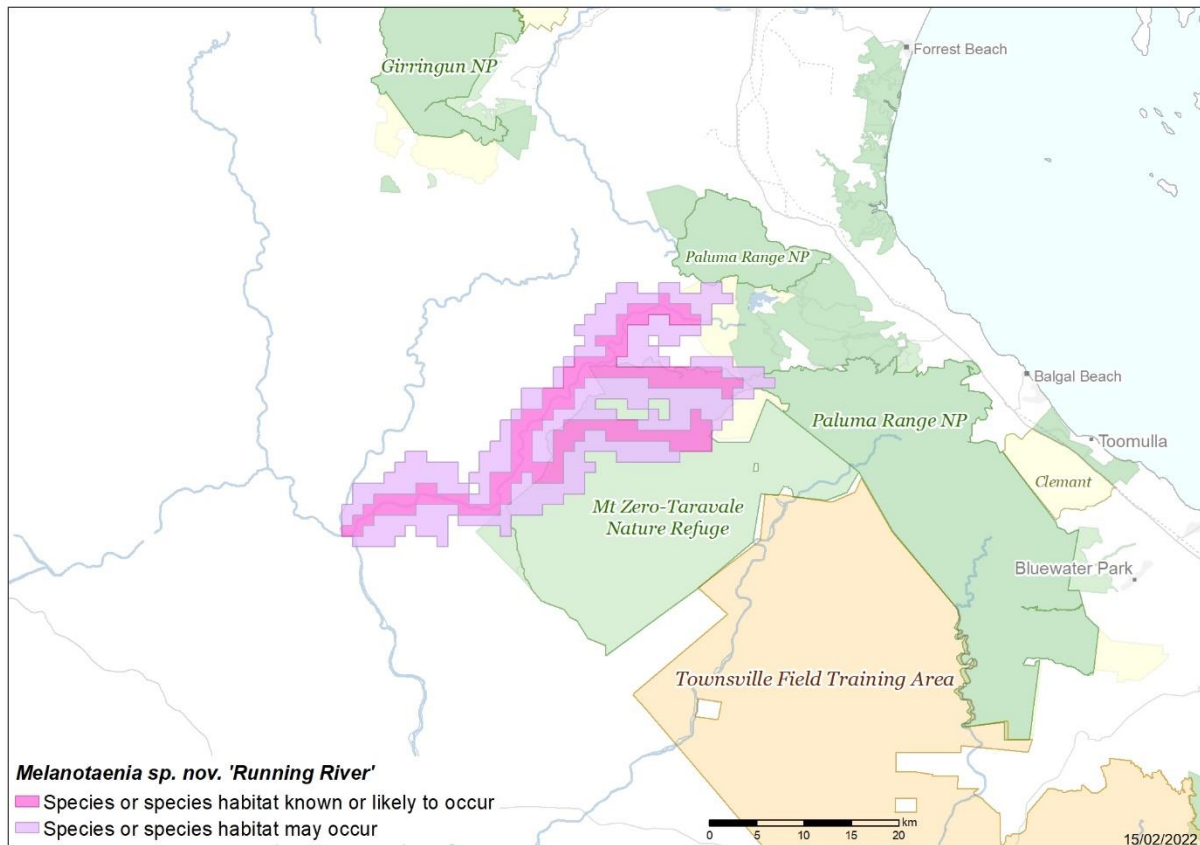 Forrest Beach
Girringun NP
Paluma Range NP
Balgal Beach
Paluma Range NP
Toomulla
Clemant
Mt Zero-Taravale
Nature Refuge
Bluewater Park
Townsville Field Training Area
Melanotaenia sp. nov. 'Running River'
Species or species habitat known or likely to occur
Species or species habitat may occur
km
0 5 10 15 20
15/02/2022